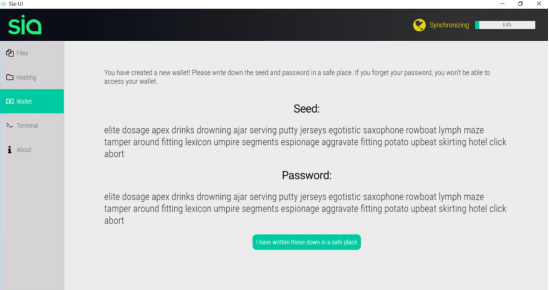 Sia-UI
sia
Synchronizing 6.8%
Files
Hosting
Wallet
Terminal
About
You have created a new wallet! Please write down the seed and password in a safe place. If you forget your password, you won't be able to
access your wallet.
Seed:
elite dosage apex drinks drowning ajar serving putty jerseys egotistic saxophone rowboat lymph maze
tamper around fitting lexicon umpire segments espionage aggravate fitting potato upbeat skirting hotel click
abort
Password:
elite dosage apex drinks drowning ajar serving putty jerseys egotistic saxophone rowboat lymph maze
tamper around fitting lexicon umpire segments espionage aggravate fitting potato upbeat skirting hotel click
abort
I have written these down in a safe place